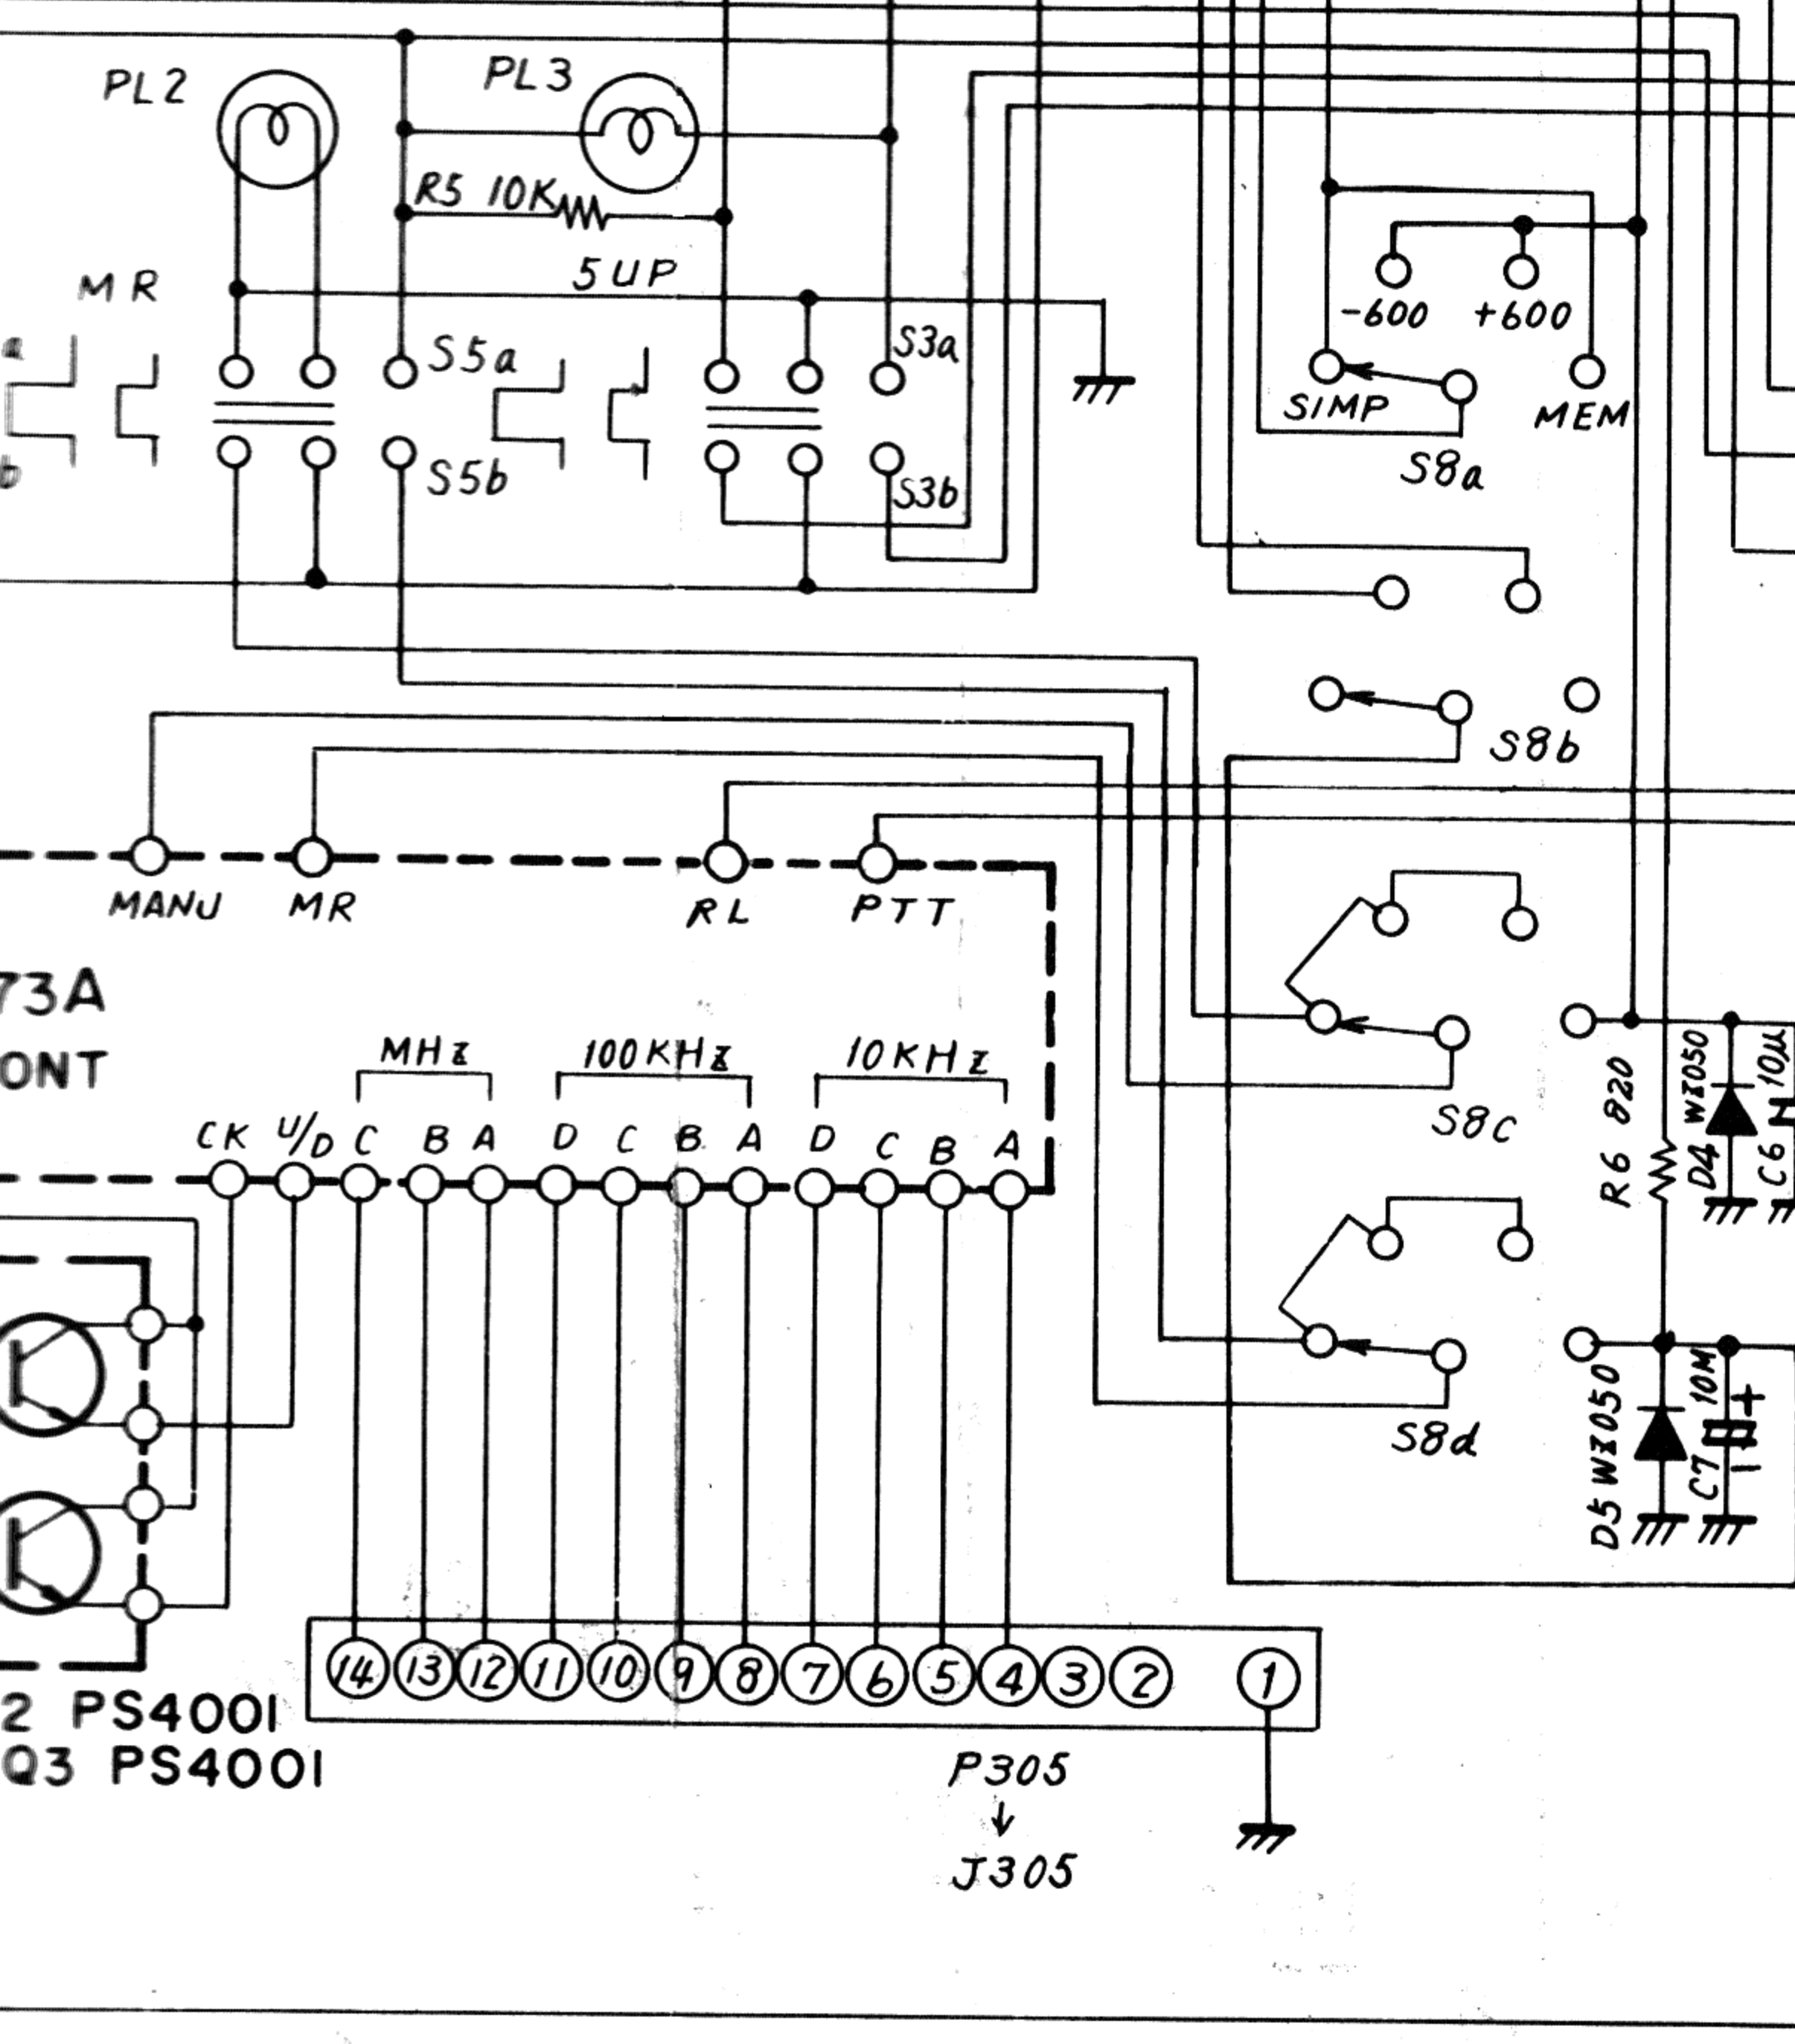 PL2
PL3
R5 10K
MR
5UP
a
S5a
S3a
b
S5b
S3b
-600 +600
SIMP
MEM
S8a
S8b
MANU
MR
RL
PTT
73A
ONT
MHz
100KHz
10KHz
CK U/D C B A D C B A D C B A
S8c
R6 820
D4 WZ050
C6 10µ
S8d
D5 WZ050
C7 10M
+
-
14 13 12 11 10 9 8 7 6 5 4 3 2 1
2 PS4001
Q3 PS4001
P305
↓
J305